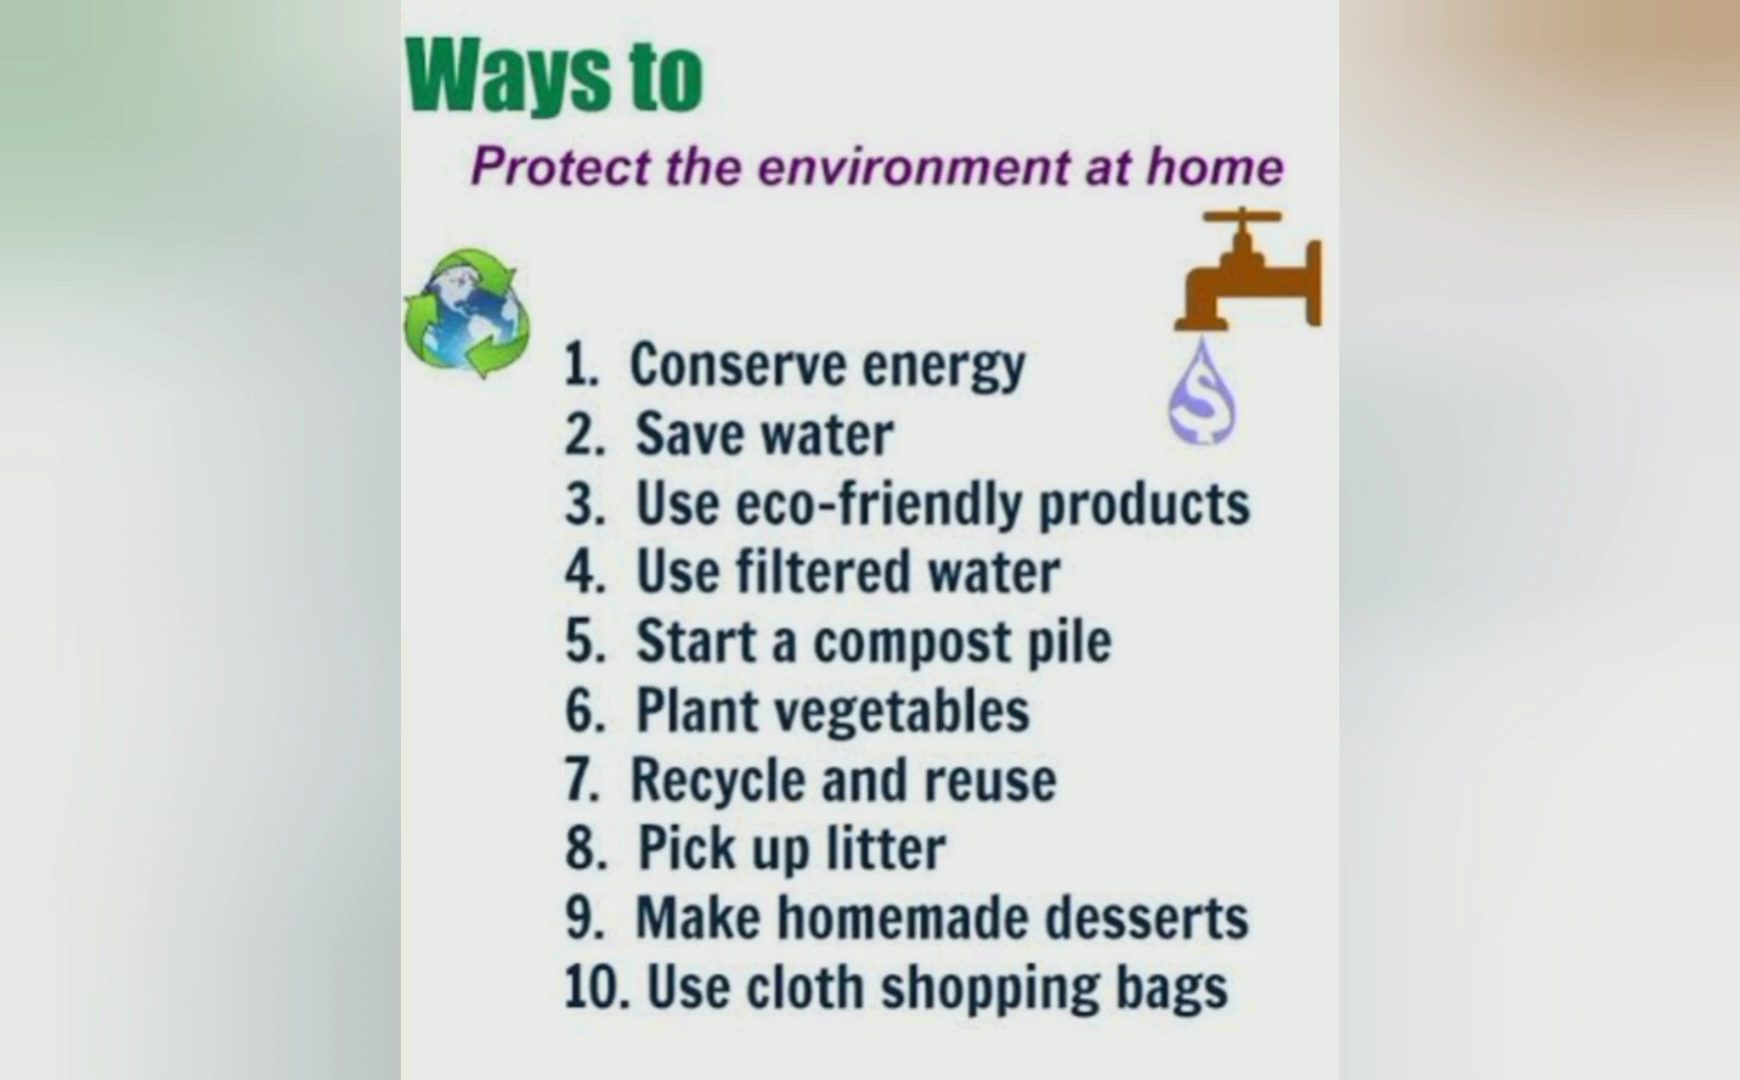 Ways to
Protect the environment at home
1. Conserve energy
2. Save water
3. Use eco-friendly products
4. Use filtered water
5. Start a compost pile
6. Plant vegetables
7. Recycle and reuse
8. Pick up litter
9. Make homemade desserts
10. Use cloth shopping bags